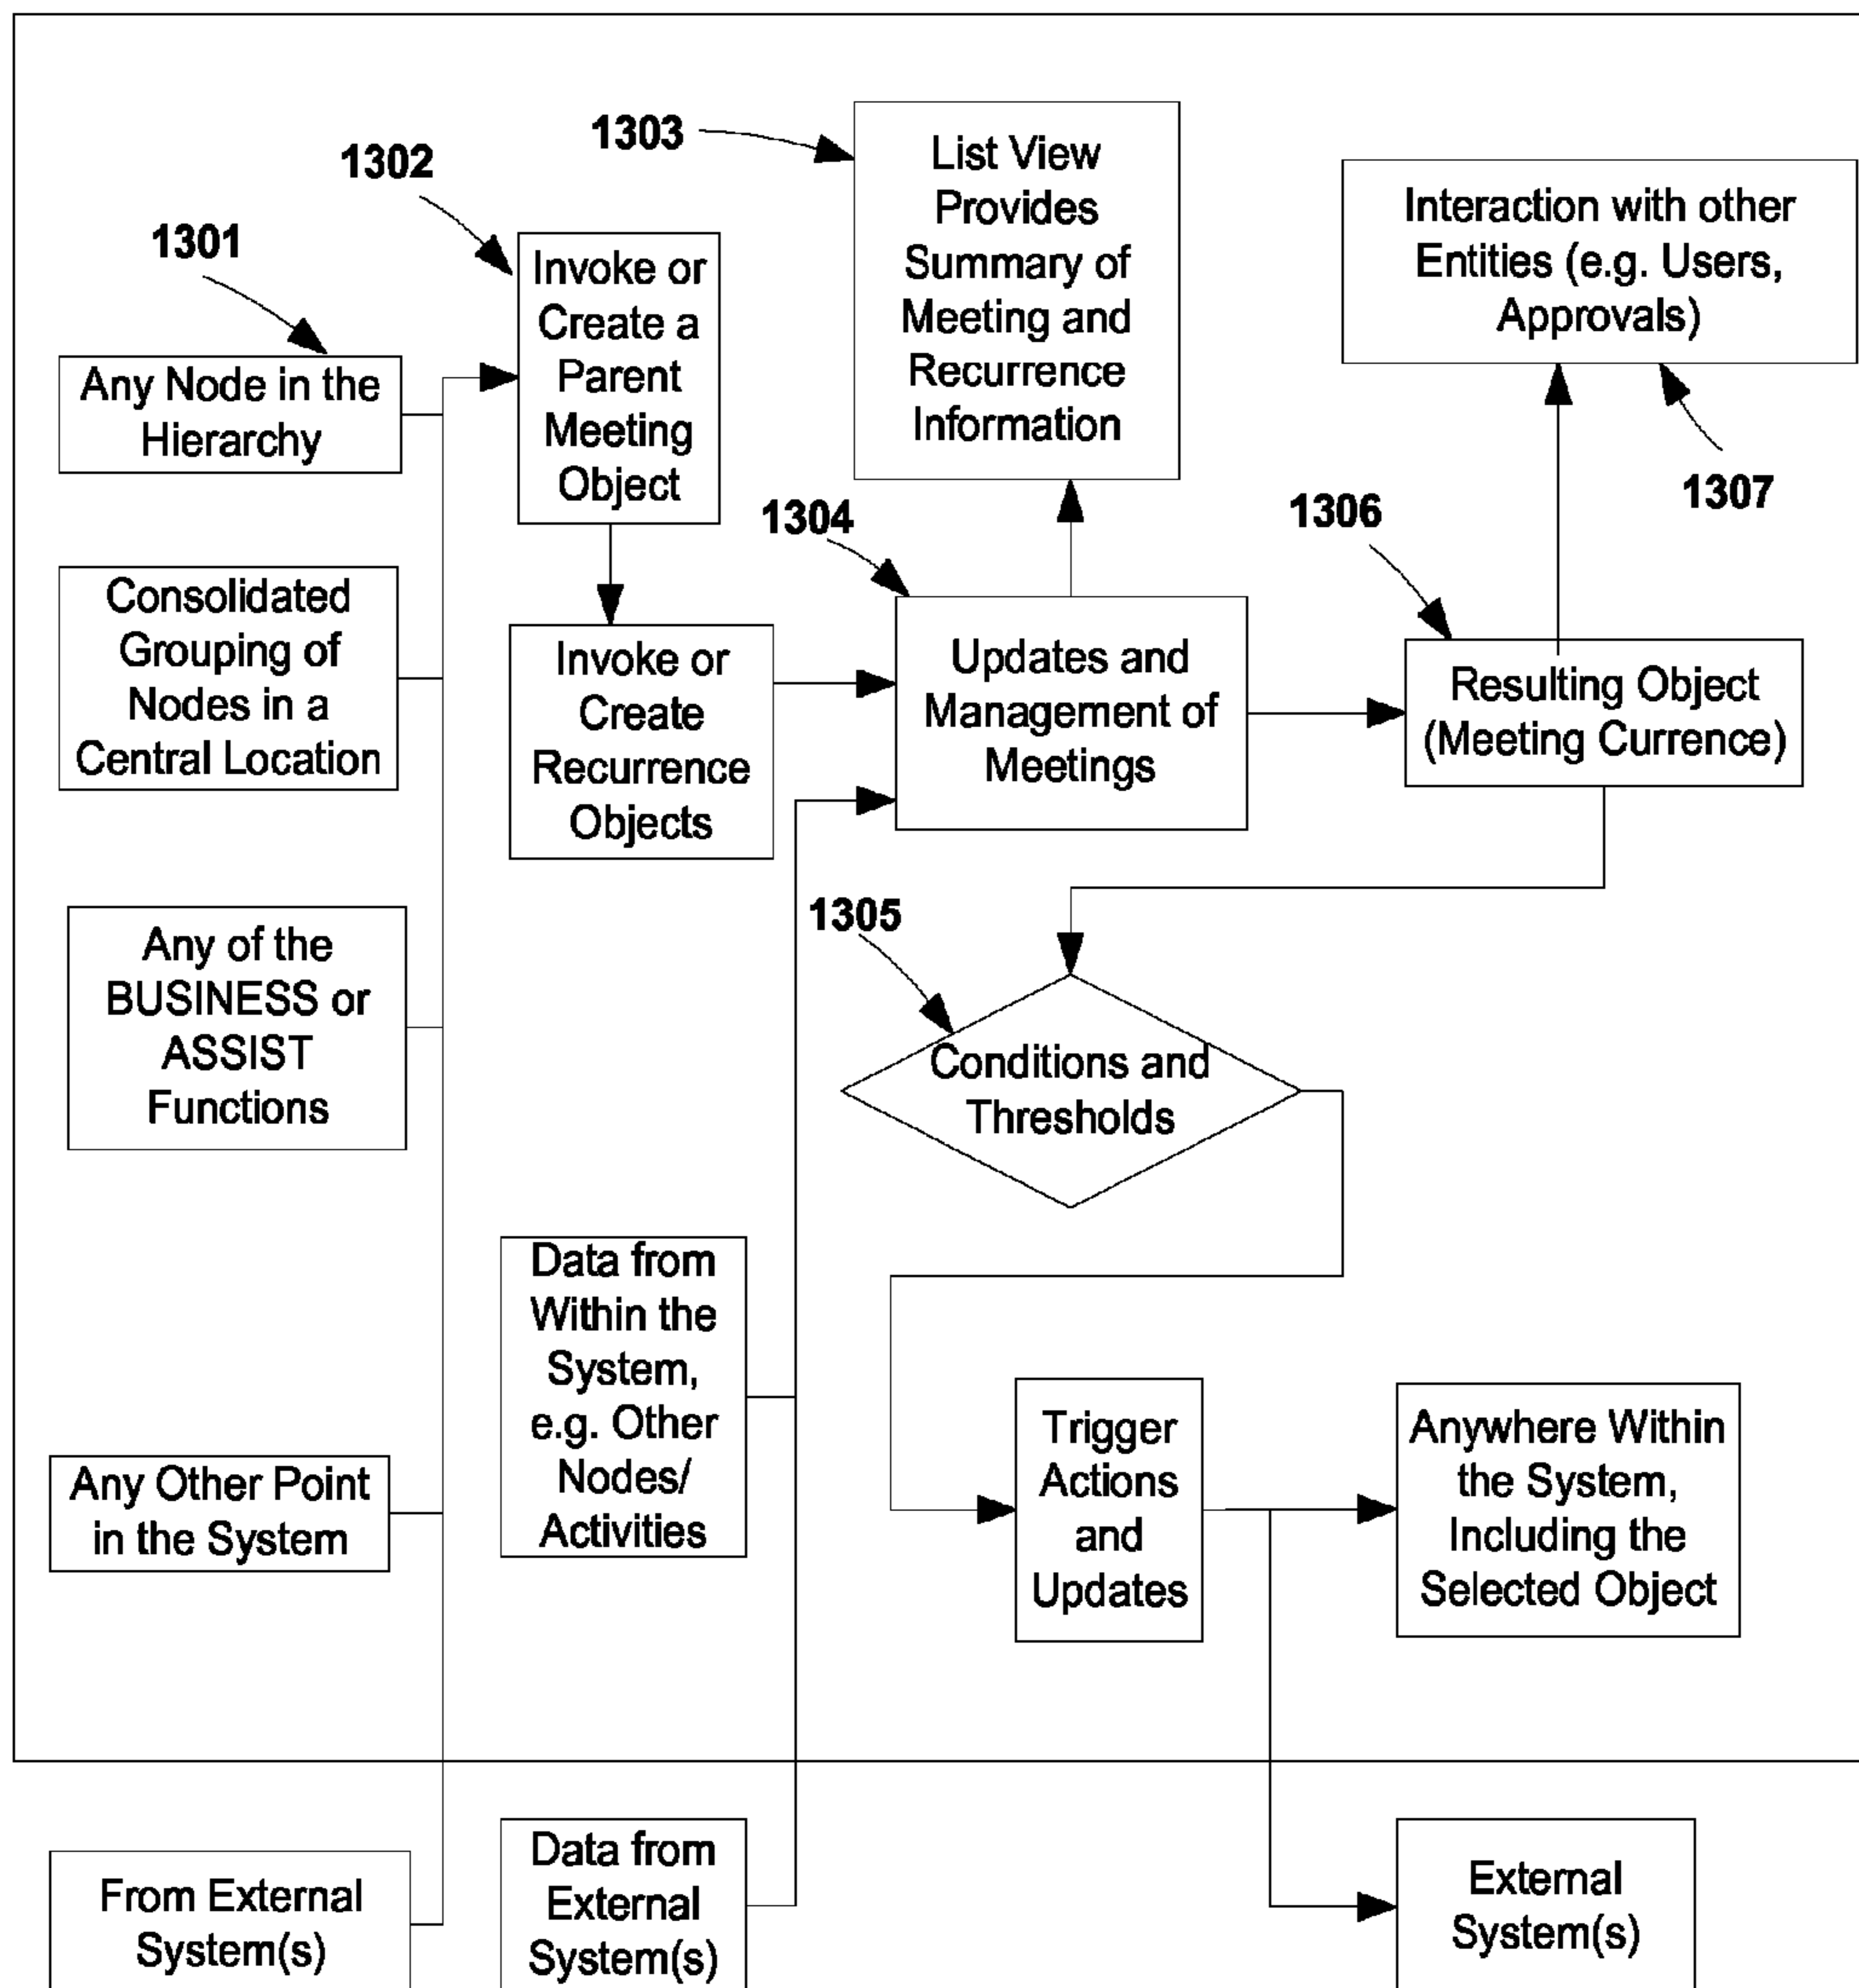 1301
Any Node in the
Hierarchy
Consolidated
Grouping of
Nodes in a
Central Location
Any of the
BUSINESS or
ASSIST
Functions
Any Other Point
in the System
From External
System(s)
1302
Invoke or
Create a
Parent
Meeting
Object
Invoke or
Create
Recurrence
Objects
Data from
Within the
System,
e.g. Other
Nodes/
Activities
Data from
External
System(s)
1303
List View
Provides
Summary of
Meeting and
Recurrence
Information
1304
Updates and
Management of
Meetings
1305
Conditions and
Thresholds
Trigger
Actions
and
Updates
Interaction with other
Entities (e.g. Users,
Approvals)
1307
1306
Resulting Object
(Meeting Currence)
Anywhere Within
the System,
Including the
Selected Object
External
System(s)